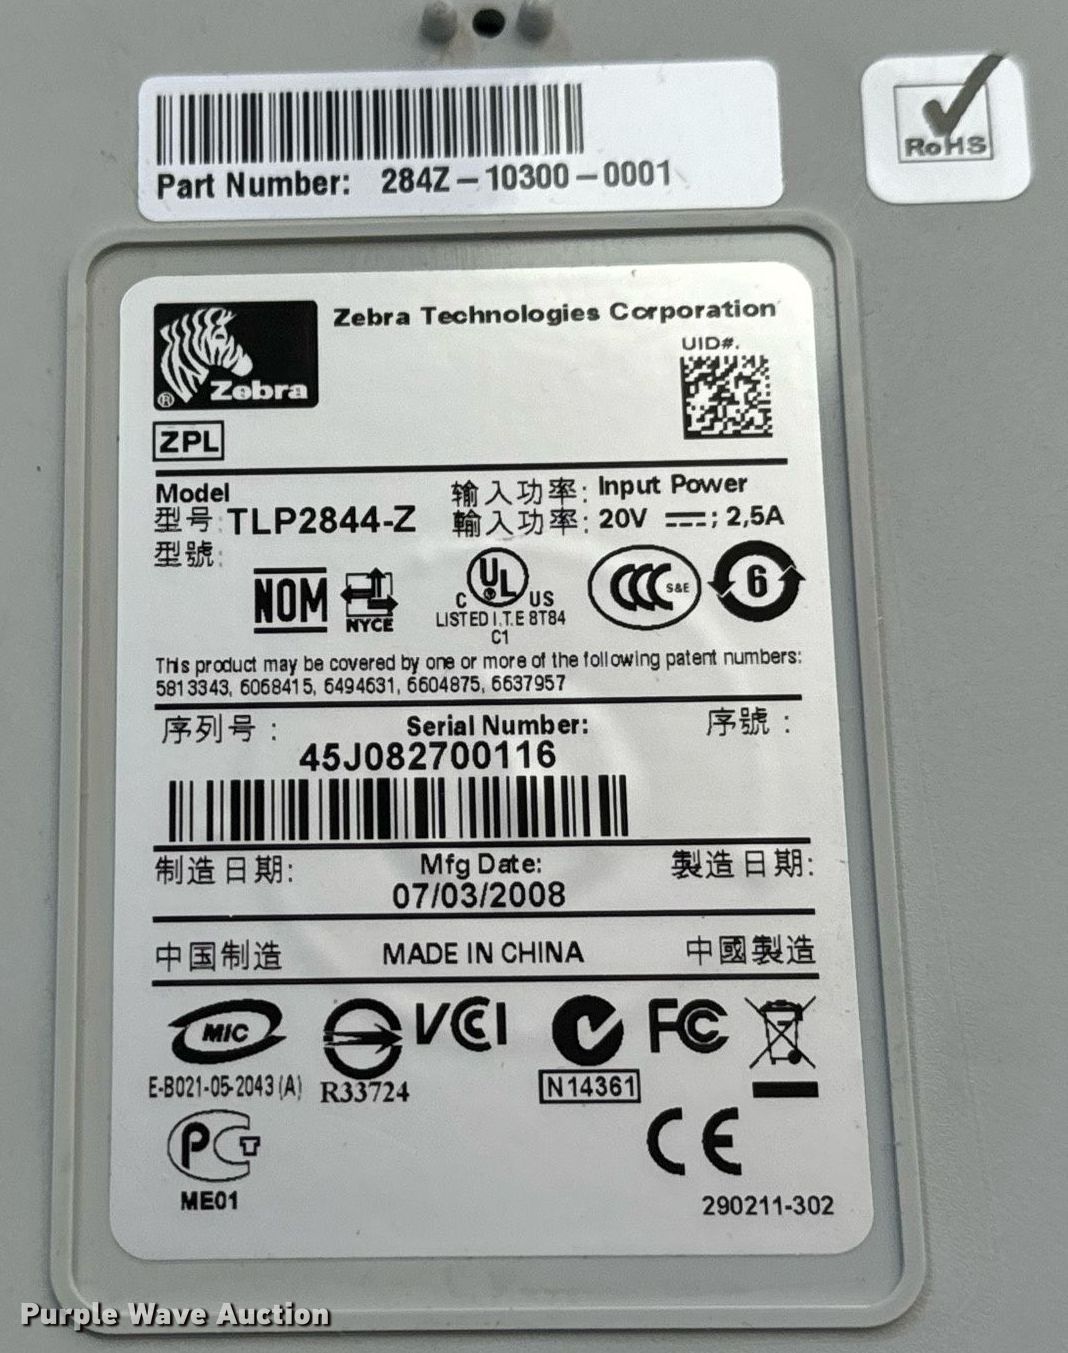 Part Number: 284Z-10300-0001
RoHS
Zebra Technologies Corporation
UID#.
Zebra
®
ZPL
Model
型号:
型號:
TLP2844-Z
输入功率: Input Power
輸入功率: 20V ⎓; 2,5A
NOM
NYCE
C UL US
LISTED I.T.E 8T84
C1
CCC S&E
6
This product may be covered by one or more of the following patent numbers:
5813343, 6068415, 6494631, 6604875, 6637957
序列号: Serial Number: 序號:
45J082700116
制造日期: Mfg Date: 製造日期:
07/03/2008
中国制造 MADE IN CHINA 中國製造
MIC
VCI
FC
E-B021-05-2043 (A)
R33724
N14361
PCT
ME01
CE
290211-302
Purple Wave Auction